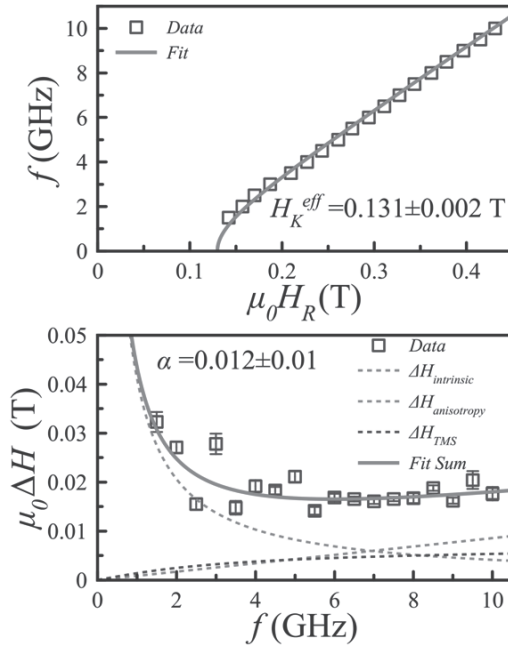 10
8
6
4
2
0
f (GHz)
Data
Fit
H_K^eff=0.131±0.002 T
0 0.1 0.2 0.3 0.4
μ₀H_R(T)
0.05
0.04
0.03
0.02
0.01
0
μ₀ΔH (T)
α =0.012±0.01
Data
ΔH_intrinsic
ΔH_anisotropy
ΔH_TMS
Fit Sum
0 2 4 6 8 10
f (GHz)